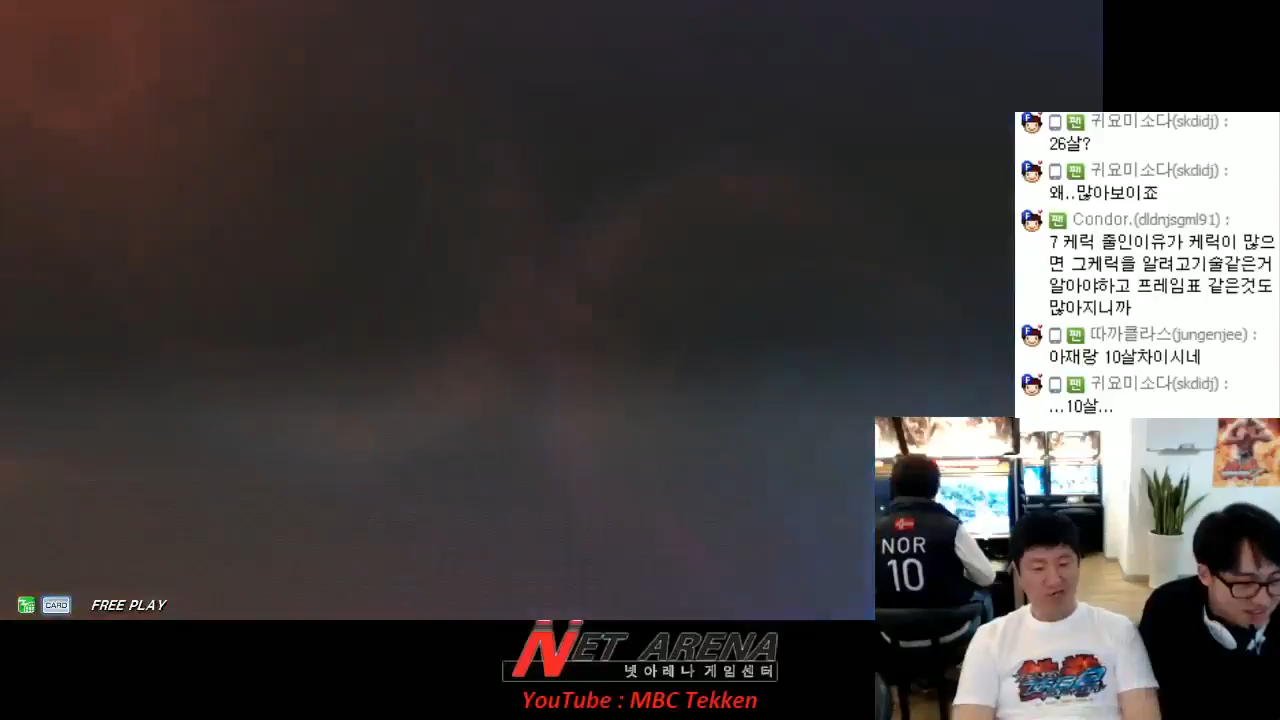 귀요미소다(skdidj) :
26살?
귀요미소다(skdidj) :
왜..많아보이죠
Condor.(dldnjsgml91) :
7 케릭 줄인이유가 케릭이 많으
면 그케릭을 알려고기술같은거
알아야하고 프레임표 같은것도
많아지니까
따까클라스(jungenjee) :
아재랑 10살차이시네
귀요미소다(skdidj) :
...10살...
NOR
10
CARD FREE PLAY
NET ARENA
넷아레나 게임센터
YouTube : MBC Tekken